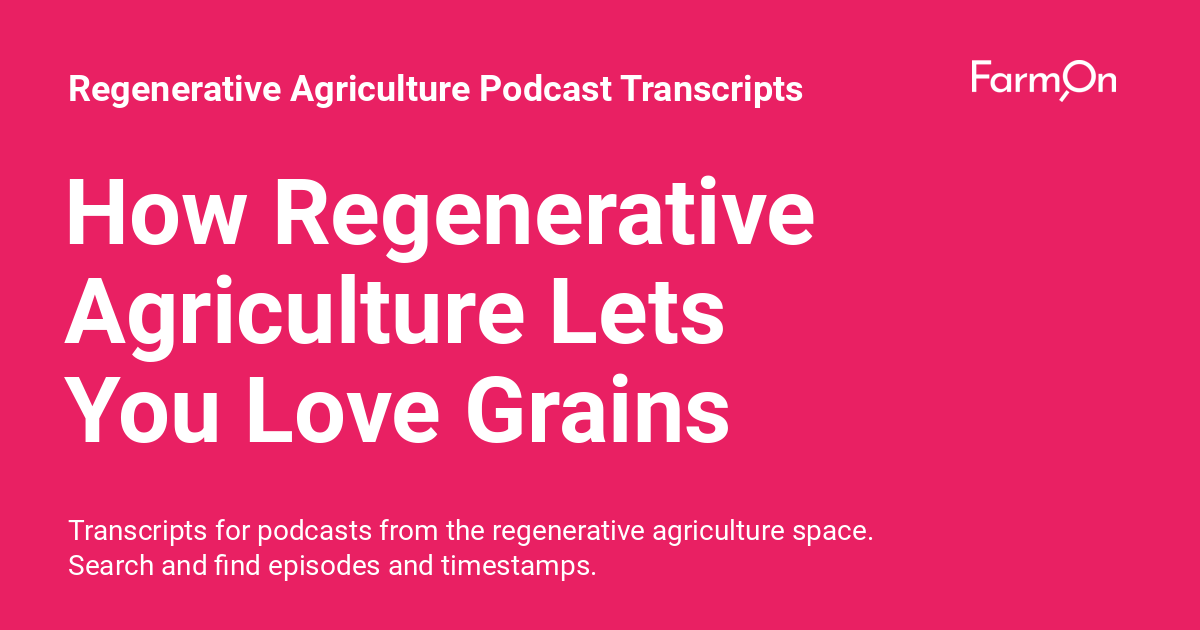 Regenerative Agriculture Podcast Transcripts
FarmOn
How Regenerative
Agriculture Lets
You Love Grains
Transcripts for podcasts from the regenerative agriculture space.
Search and find episodes and timestamps.